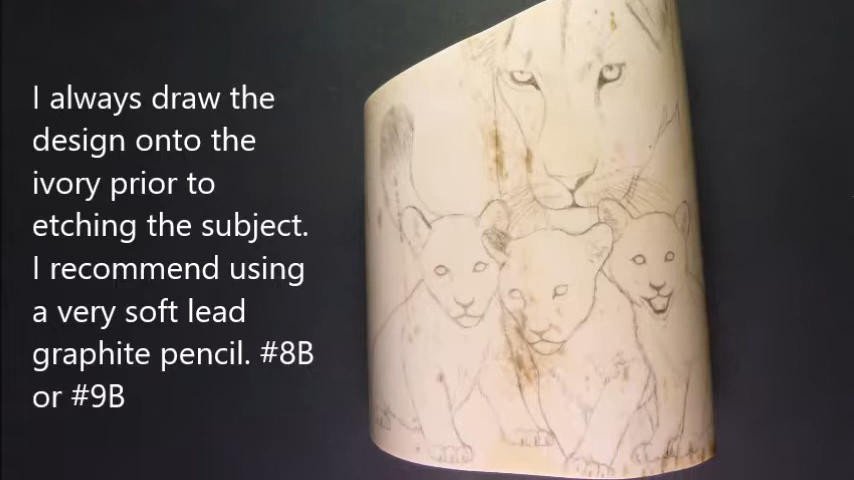 I always draw the
design onto the
ivory prior to
etching the subject.
I recommend using
a very soft lead
graphite pencil. #8B
or #9B